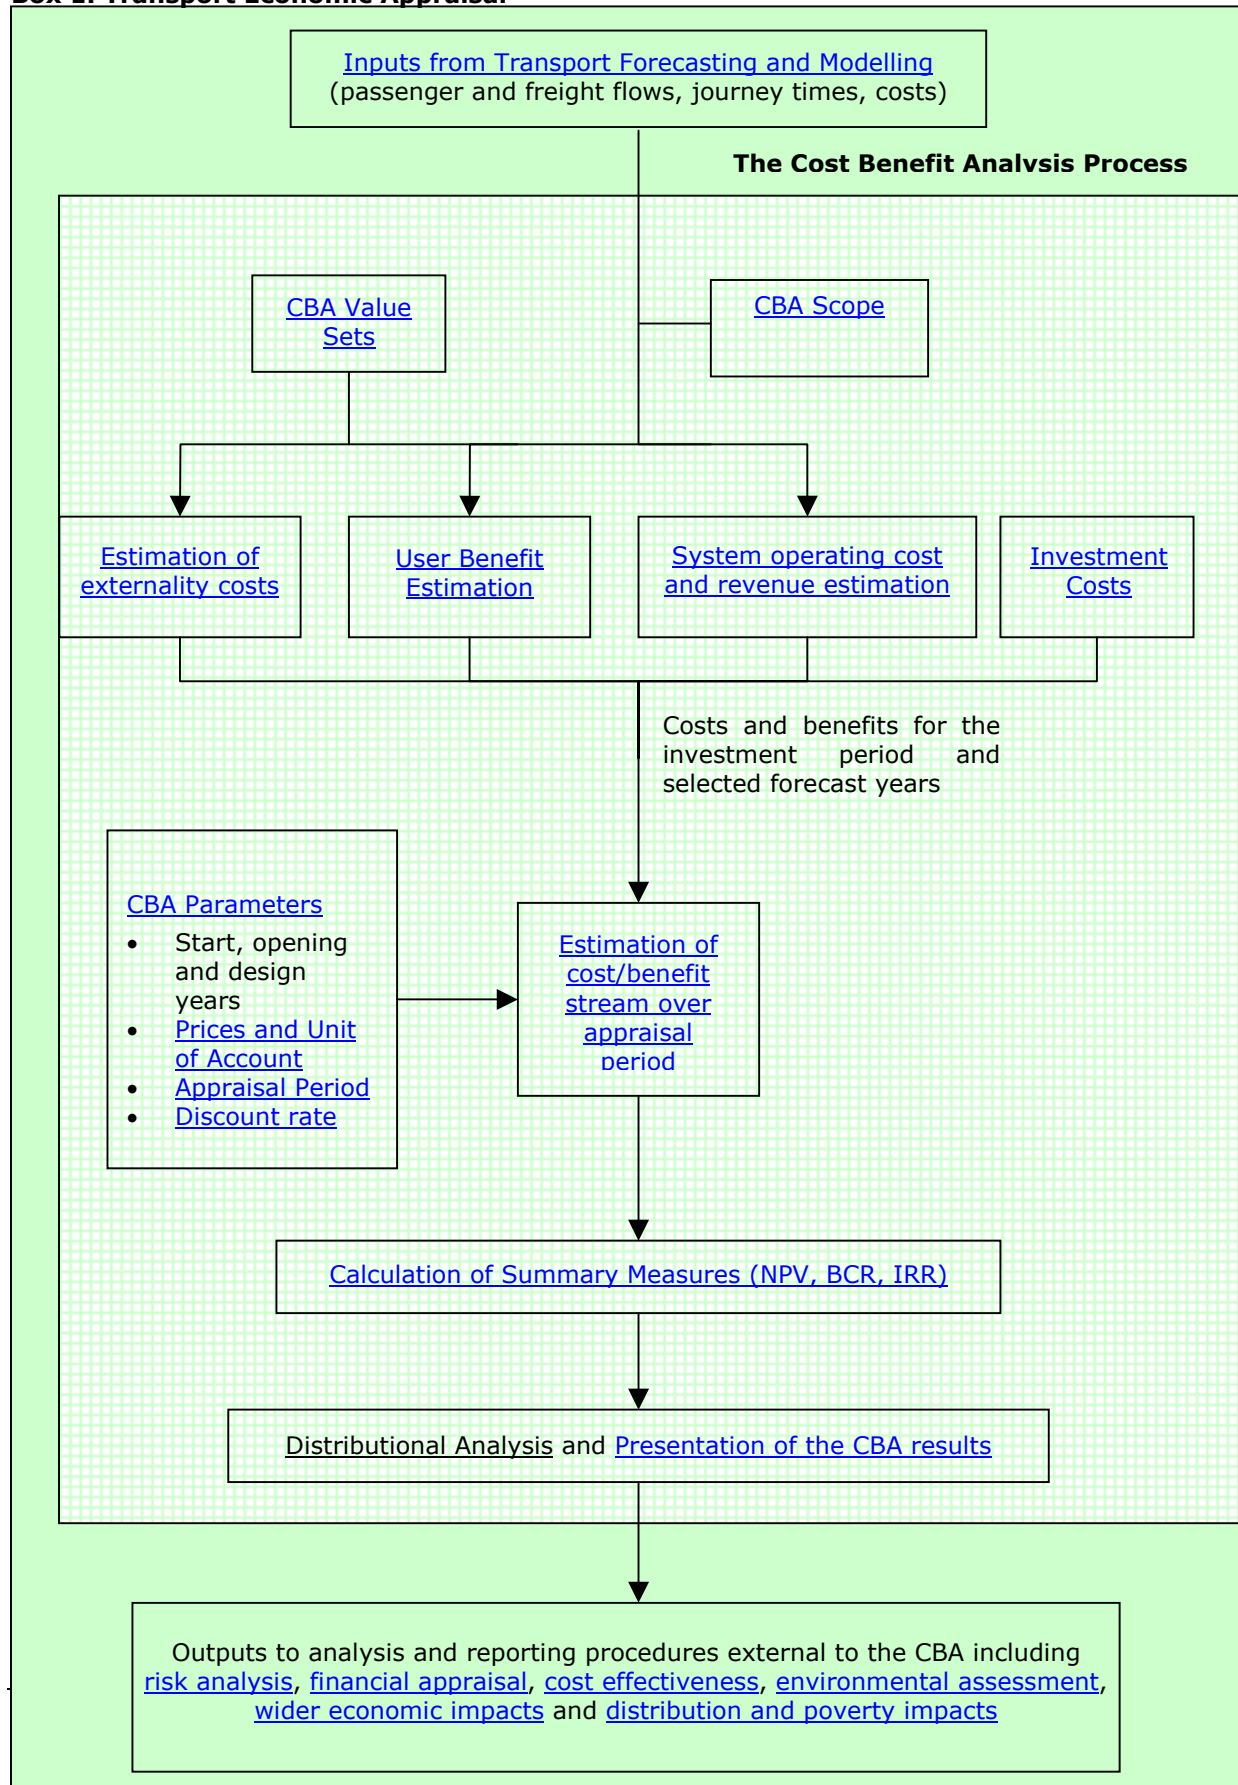 Box 1: Transport Economic Appraisal
Inputs from Transport Forecasting and Modelling
(passenger and freight flows, journey times, costs)
The Cost Benefit Analysis Process
CBA Value
Sets
CBA Scope
Estimation of
externality costs
User Benefit
Estimation
System operating cost
and revenue estimation
Investment
Costs
Costs and benefits for the
investment period and
selected forecast years
CBA Parameters
• Start, opening
and design
years
• Prices and Unit
of Account
• Appraisal Period
• Discount rate
Estimation of
cost/benefit
stream over
appraisal
period
Calculation of Summary Measures (NPV, BCR, IRR)
Distributional Analysis and Presentation of the CBA results
Outputs to analysis and reporting procedures external to the CBA including
risk analysis, financial appraisal, cost effectiveness, environmental assessment,
wider economic impacts and distribution and poverty impacts